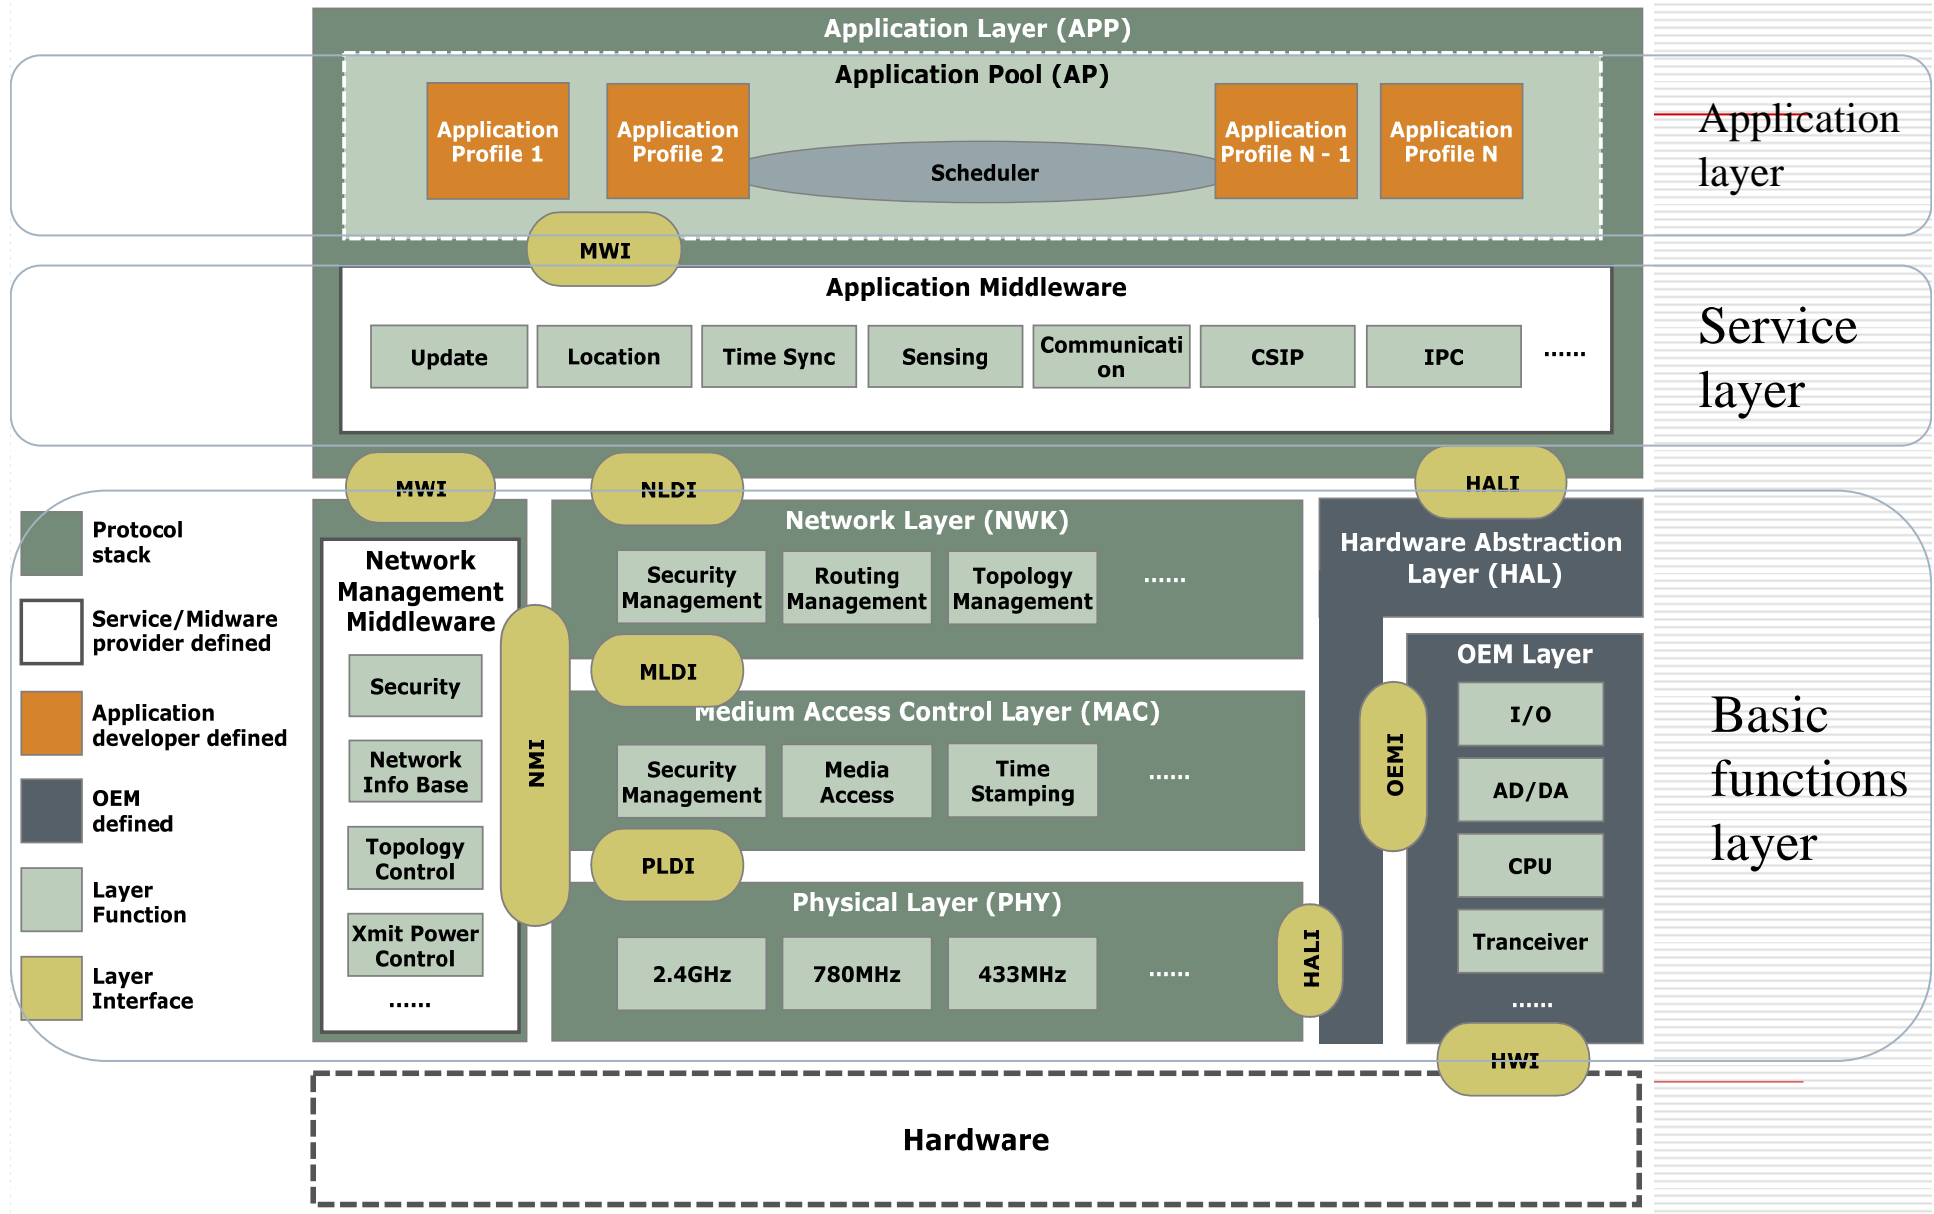 Application Layer (APP)
Application Pool (AP)
Application
Profile 1
Application
Profile 2
Scheduler
Application
Profile N - 1
Application
Profile N
Application
layer
MWI
Application Middleware
Update
Location
Time Sync
Sensing
Communicati
on
CSIP
IPC
......
Service
layer
MWI
NLDI
HALI
Protocol
stack
Service/Midware
provider defined
Application
developer defined
OEM
defined
Layer
Function
Layer
Interface
Network
Management
Middleware
Security
Network
Info Base
Topology
Control
Xmit Power
Control
......
NMI
Network Layer (NWK)
Security
Management
Routing
Management
Topology
Management
......
MLDI
Medium Access Control Layer (MAC)
Security
Management
Media
Access
Time
Stamping
......
PLDI
Physical Layer (PHY)
2.4GHz
780MHz
433MHz
......
HALI
Hardware Abstraction
Layer (HAL)
OEMI
OEM Layer
I/O
AD/DA
CPU
Tranceiver
......
HWI
Basic
functions
layer
Hardware